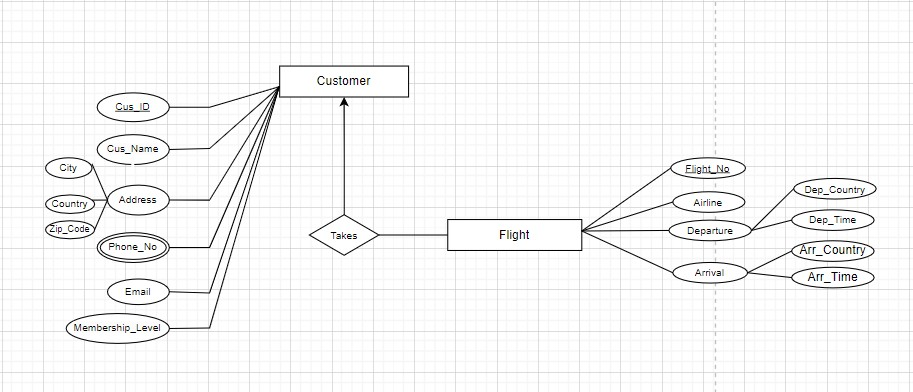 Customer
Cus_ID
Cus_Name
City
Address
Country
Zip_Code
Phone_No
Email
Membership_Level
Takes
Flight
Flight_No
Airline
Departure
Dep_Country
Dep_Time
Arrival
Arr_Country
Arr_Time